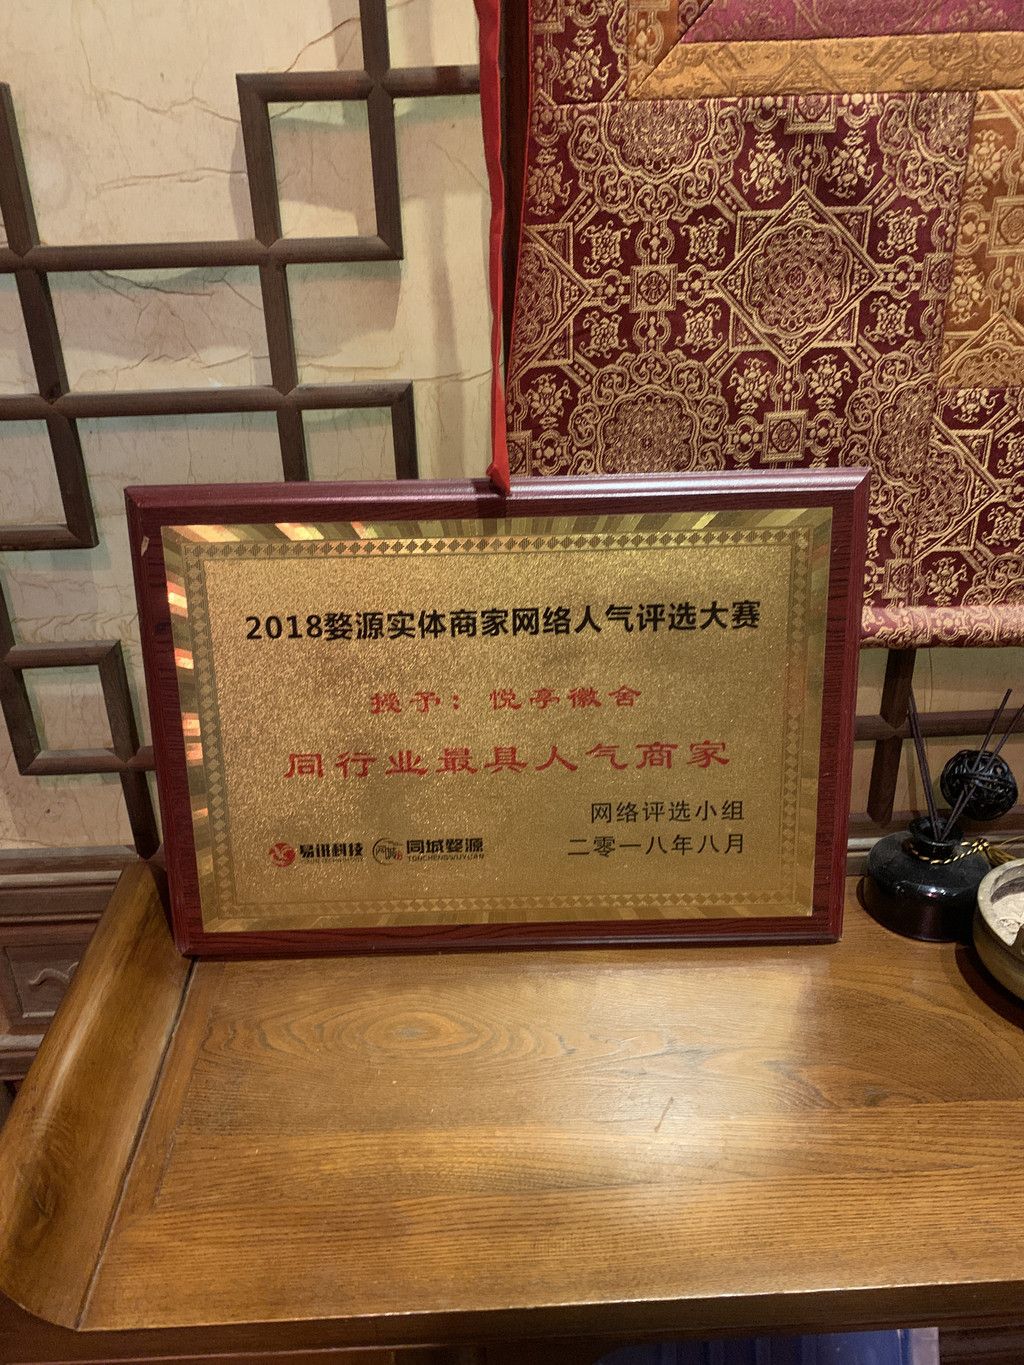 2018婺源实体商家网络人气评选大赛
授予：悦亭徽舍
同行业最具人气商家
网络评选小组
二零一八年八月
易讯科技
同城婺源
TONGCHENGWUYUAN